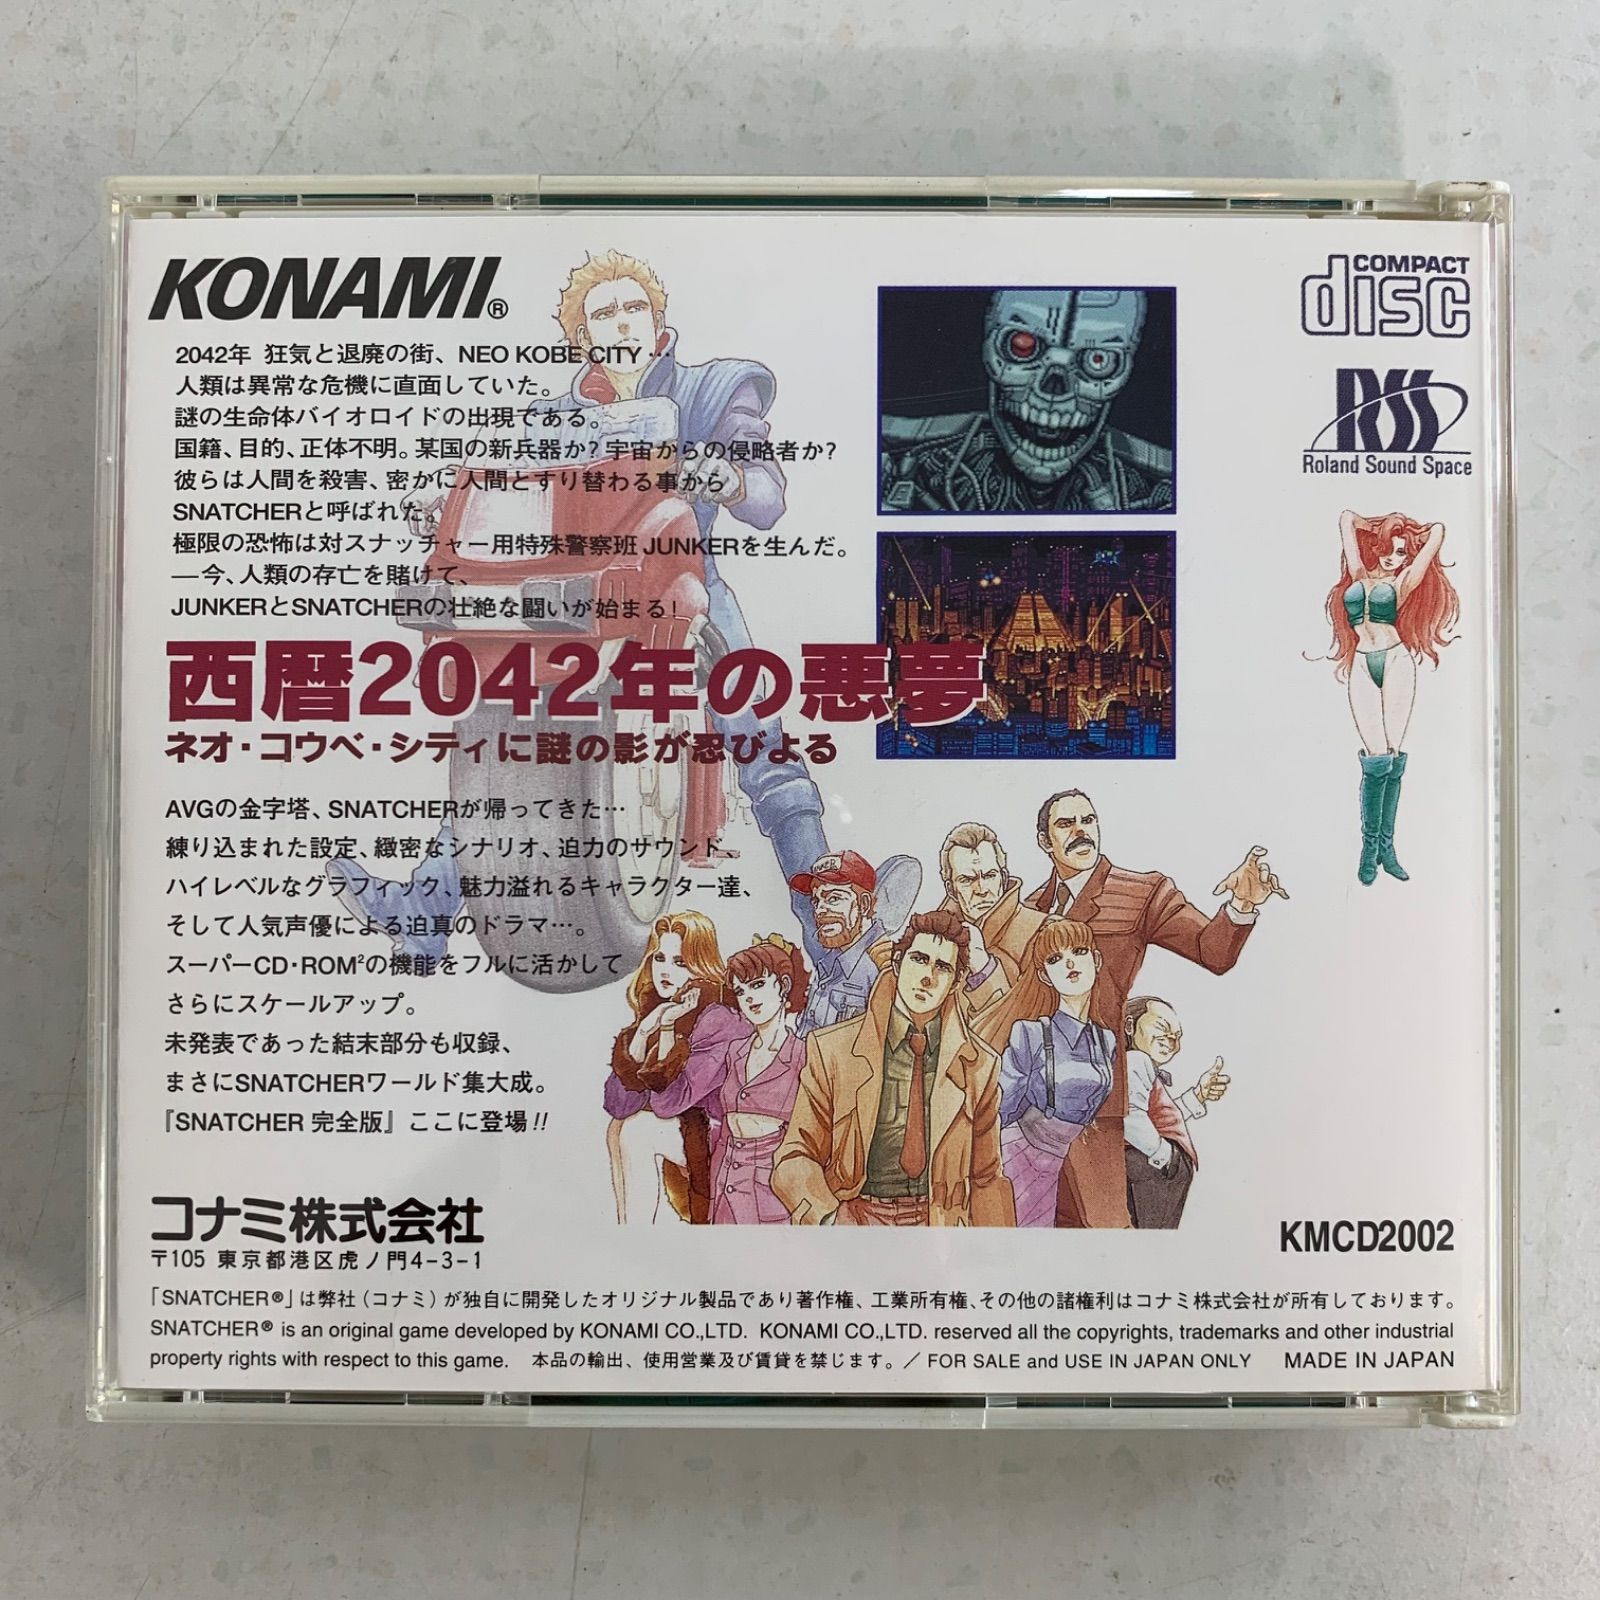 KONAMI®
2042年 狂気と退廃の街、NEO KOBE CITY…
人類は異常な危機に直面していた。
謎の生命体バイオロイドの出現である。
国籍、目的、正体不明。某国の新兵器か?宇宙からの侵略者か?
彼らは人間を殺害、密かに人間とすり替わる事から
SNATCHERと呼ばれた。
極限の恐怖は対スナッチャー用特殊警察班 JUNKERを生んだ。
―今、人類の存亡を賭けて、
JUNKERとSNATCHERの壮絶な闘いが始まる!
西暦2042年の悪夢
ネオ・コウベ・シティに謎の影が忍びよる
AVGの金字塔、SNATCHERが帰ってきた…
練り込まれた設定、緻密なシナリオ、迫力のサウンド、
ハイレベルなグラフィック、魅力溢れるキャラクター達、
そして人気声優による迫真のドラマ…。
スーパーCD・ROM²の機能をフルに活かして
さらにスケールアップ。
未発表であった結末部分も収録、
まさにSNATCHERワールド集大成。
『SNATCHER 完全版』ここに登場!!
COMPACT
disc
RSS
Roland Sound Space
JUNKER
コナミ株式会社
〒105 東京都港区虎ノ門4-3-1
KMCD2002
「SNATCHER®」は弊社(コナミ)が独自に開発したオリジナル製品であり著作権、工業所有権、その他の諸権利はコナミ株式会社が所有しております。
SNATCHER® is an original game developed by KONAMI CO.,LTD. KONAMI CO.,LTD. reserved all the copyrights, trademarks and other industrial
property rights with respect to this game. 本品の輸出、使用営業及び賃貸を禁じます。/ FOR SALE and USE IN JAPAN ONLY MADE IN JAPAN